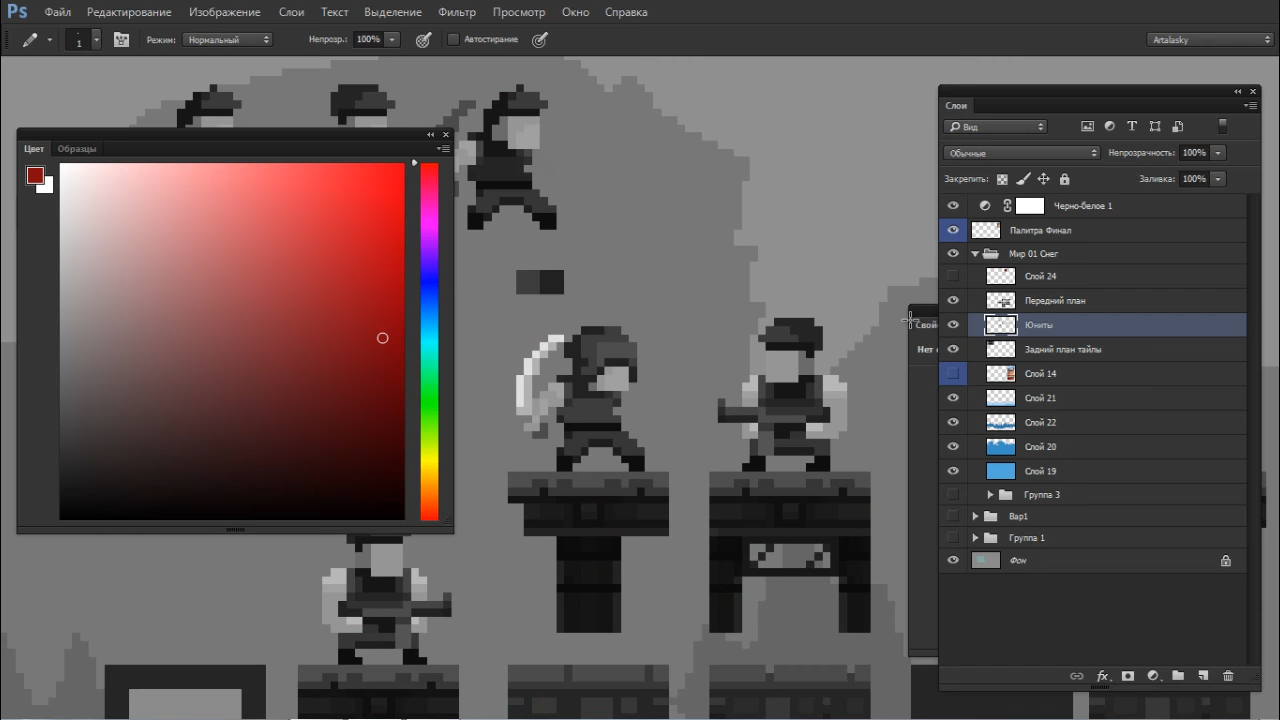 Ps Файл Редактирование Изображение Слои Текст Выделение Фильтр Просмотр Окно Справка
1 Режим: Нормальный Непрозр.: 100% Автостирание Artalasky
Слои
Вид
Обычные Непрозрачность: 100%
Закрепить: Заливка: 100%
Цвет Образцы
Черно-белое 1
Палитра Финал
Мир 01 Снег
Слой 24
Передний план
Юниты
Задний план тайлы
Слой 14
Слой 21
Слой 22
Слой 20
Слой 19
Группа 3
Вар1
Группа 1
Фон
Свой
Нет